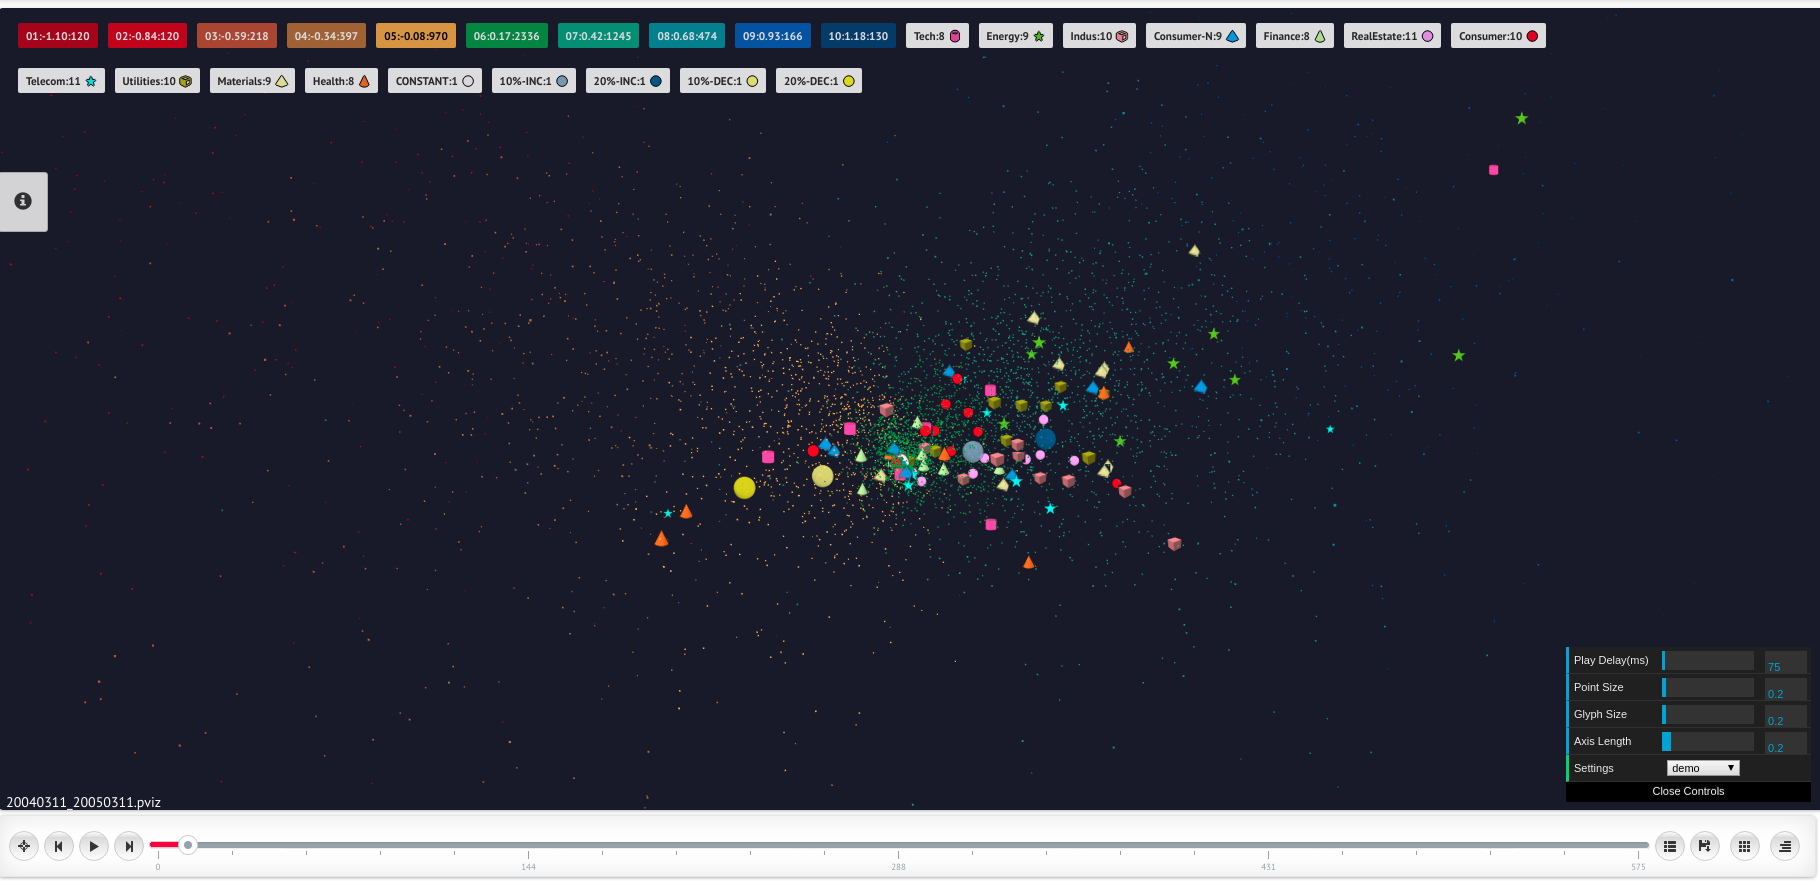 01:-1.10:120 02:-0.84:120 03:-0.59:218 04:-0.34:397 05:-0.08:970 06:0.17:2336 07:0.42:1245 08:0.68:474 09:0.93:166 10:1.18:130 Tech:8 Energy:9 Indus:10 Consumer-N:9 Finance:8 RealEstate:11 Consumer:10
Telecom:11 Utilities:10 Materials:9 Health:8 CONSTANT:1 10%-INC:1 20%-INC:1 10%-DEC:1 20%-DEC:1
Play Delay(ms) 75
Point Size 0.2
Glyph Size 0.2
Axis Length 0.2
Settings demo
Close Controls
20040311_20050311.pviz
0 144 288 431 575